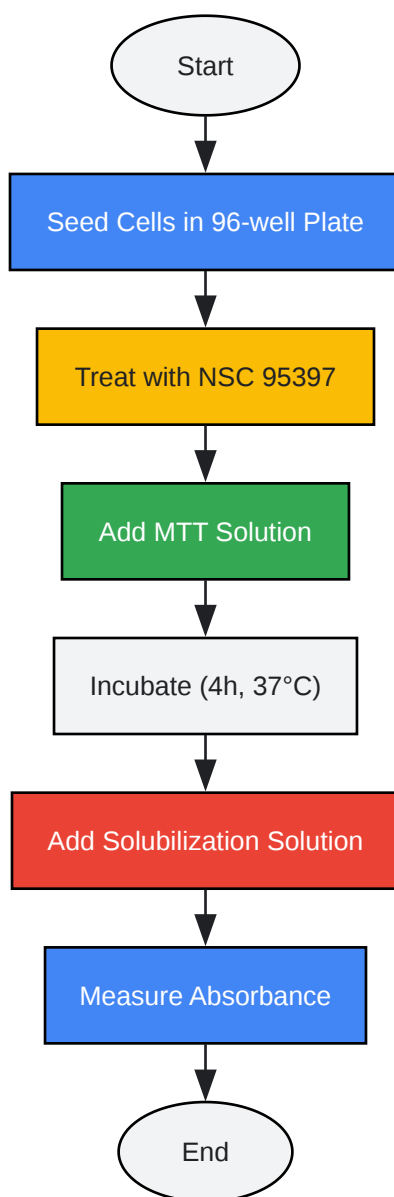 Start
Seed Cells in 96-well Plate
Treat with NSC 95397
Add MTT Solution
Incubate (4h, 37°C)
Add Solubilization Solution
Measure Absorbance
End